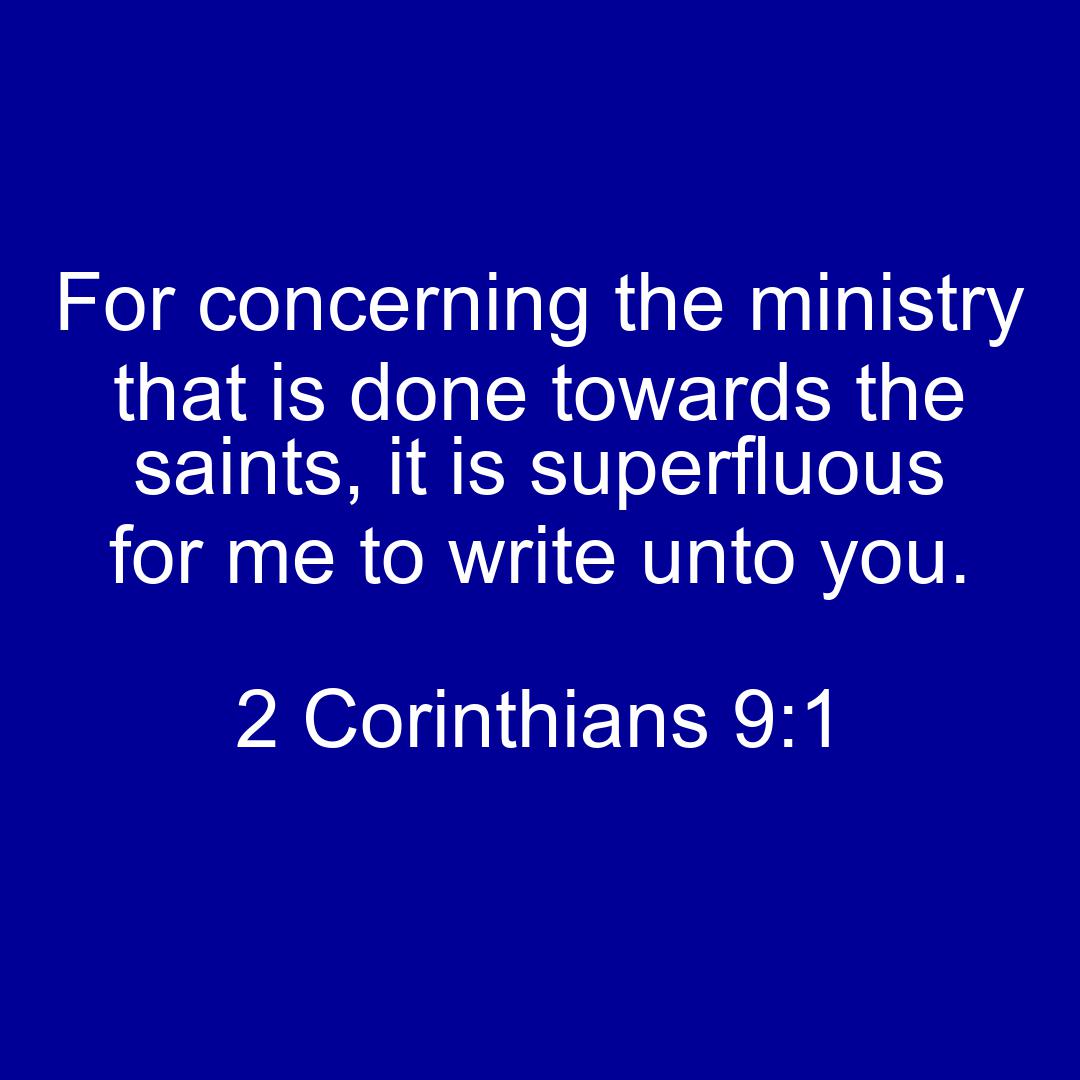 For concerning the ministry
that is done towards the
saints, it is superfluous
for me to write unto you.
2 Corinthians 9:1